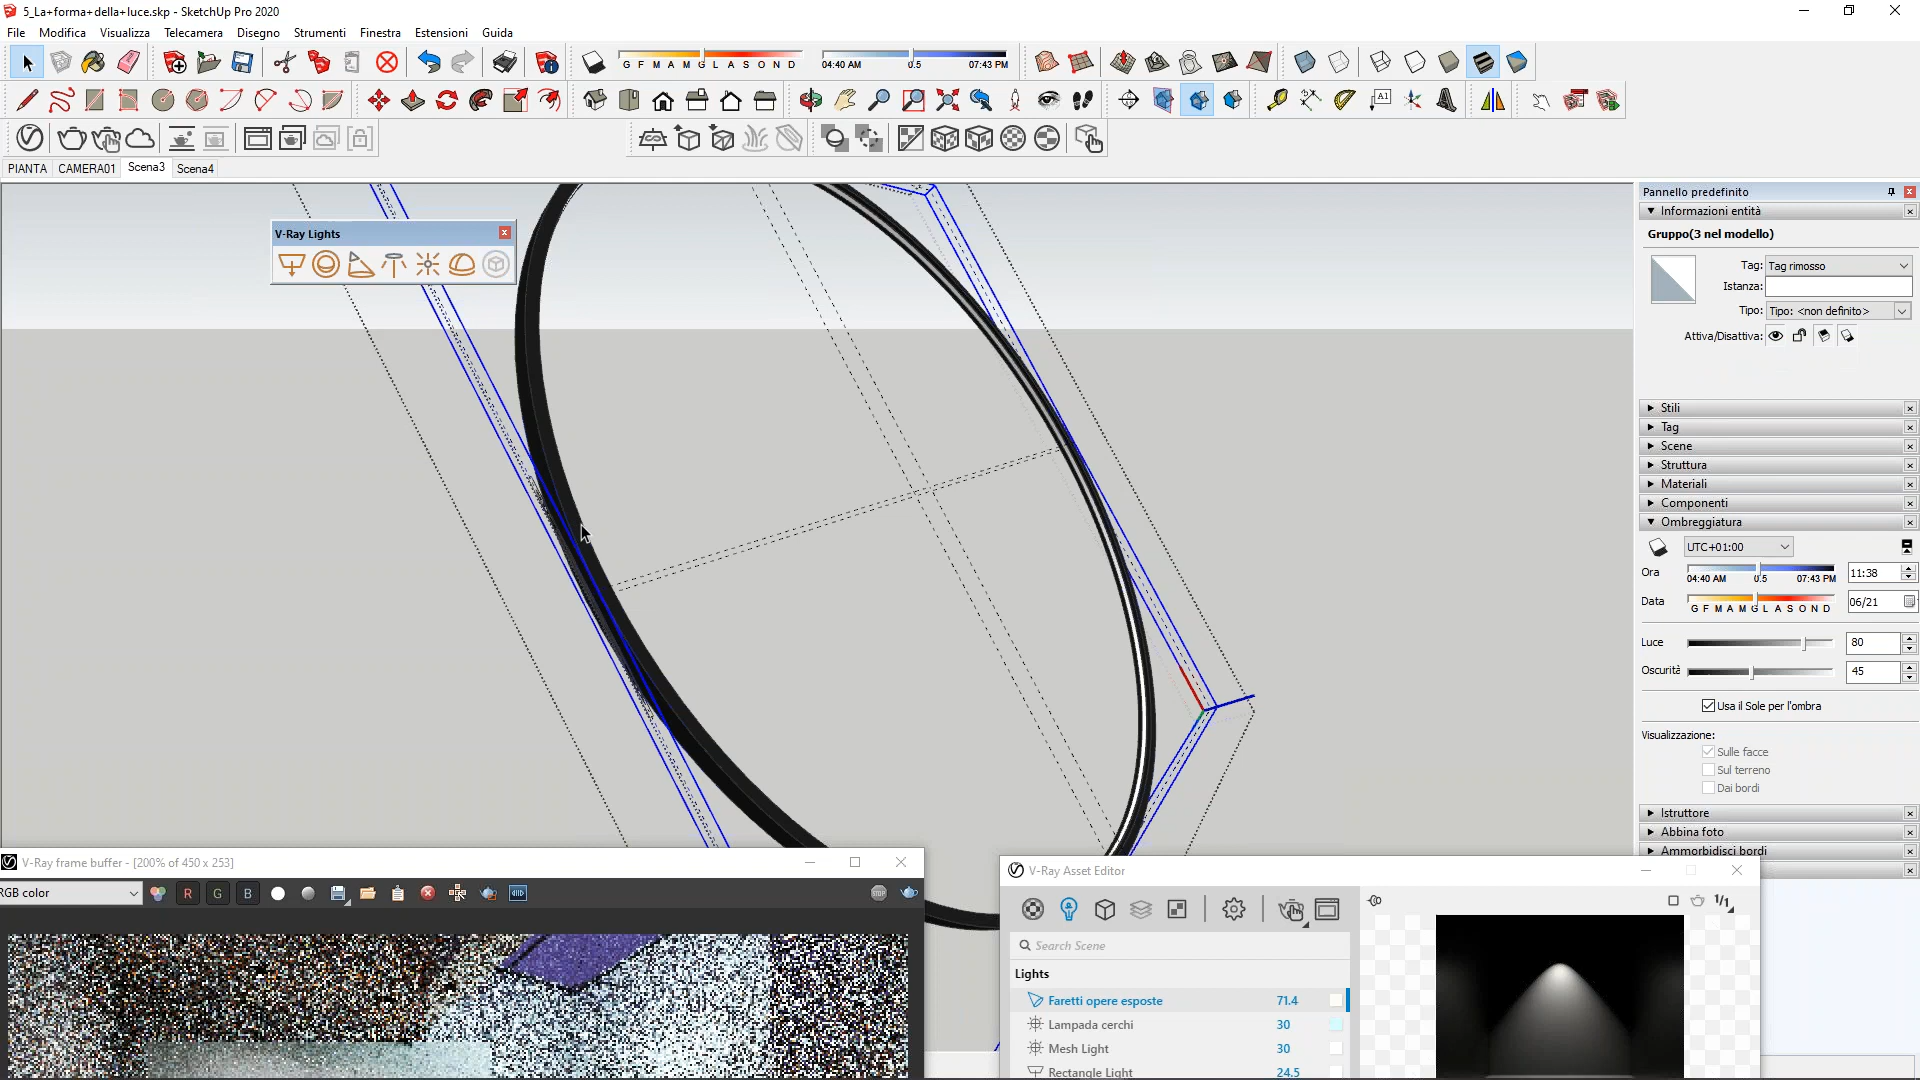 5_La+forma+della+luce.skp - SketchUp Pro 2020
File Modifica Visualizza Telecamera Disegno Strumenti Finestra Estensioni Guida
G F M A M G L A S O N D
04:40 AM 07:43 PM
PIANTA CAMERA01 Scena3 Scena4
V-Ray Lights
Pannello predefinito
Informazioni entità
Gruppo(3 nel modello)
Tag: Tag rimosso
Istanza:
Tipo: Tipo: <non definito>
Attiva/Disattiva:
Stili
Tag
Scene
Struttura
Materiali
Componenti
Ombreggiatura
UTC+01:00
Ora 04:40 AM 07:43 PM 11:38
Data G F M A M G L A S O N D 06/21
Luce 80
Oscurità 45
Usa il Sole per l'ombra
Visualizzazione:
Sulle facce
Sul terreno
Dai bordi
Istruttore
Abbina foto
Ammorbidisci bordi
V-Ray frame buffer - [200% of 450 x 253]
RGB color
R G B
STOP
V-Ray Asset Editor
Search Scene
1/1
Lights
Faretti opere esposte 71.4
Lampada cerchi 30
Mesh Light 30
Rectangle Light 24.5